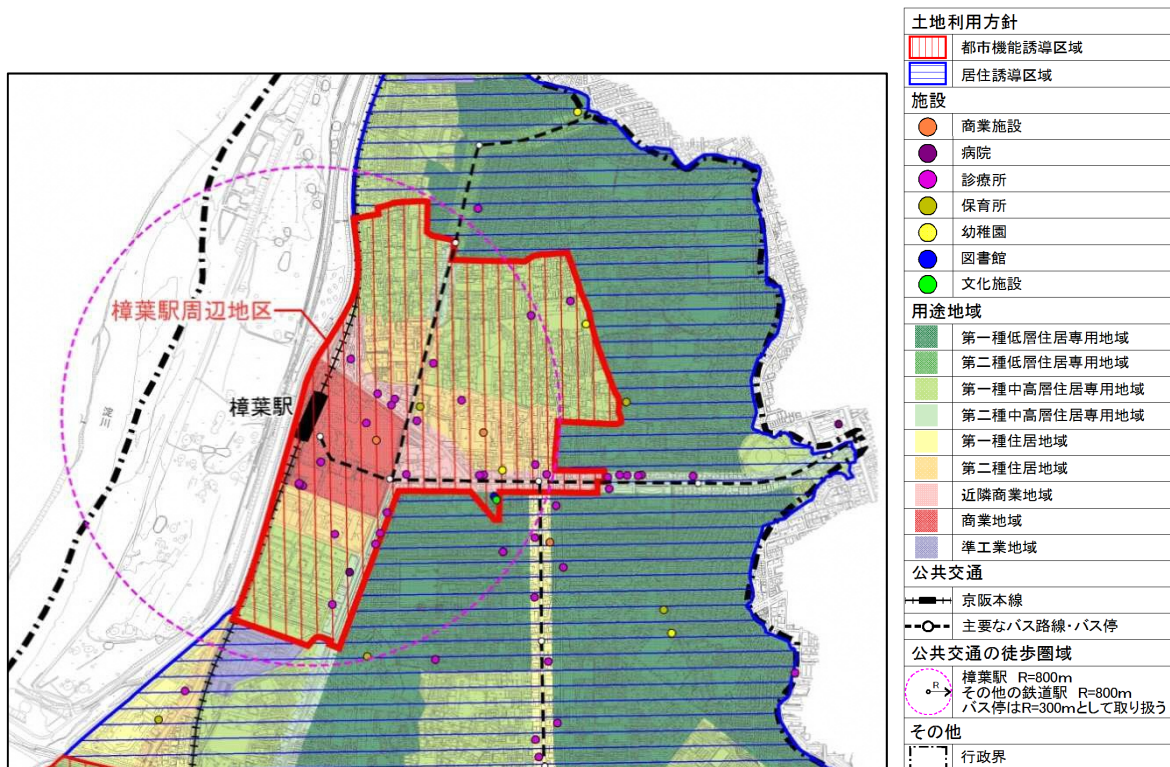 樟葉駅周辺地区
樟葉駅
土地利用方針
都市機能誘導区域
居住誘導区域
施設
商業施設
病院
診療所
保育所
幼稚園
図書館
文化施設
用途地域
第一種低層住居専用地域
第二種低層住居専用地域
第一種中高層住居専用地域
第二種中高層住居専用地域
第一種住居地域
第二種住居地域
近隣商業地域
商業地域
準工業地域
公共交通
京阪本線
主要なバス路線・バス停
公共交通の徒歩圏域
R
樟葉駅 R=800m
その他の鉄道駅 R=800m
バス停はR=300mとして取り扱う
その他
行政界